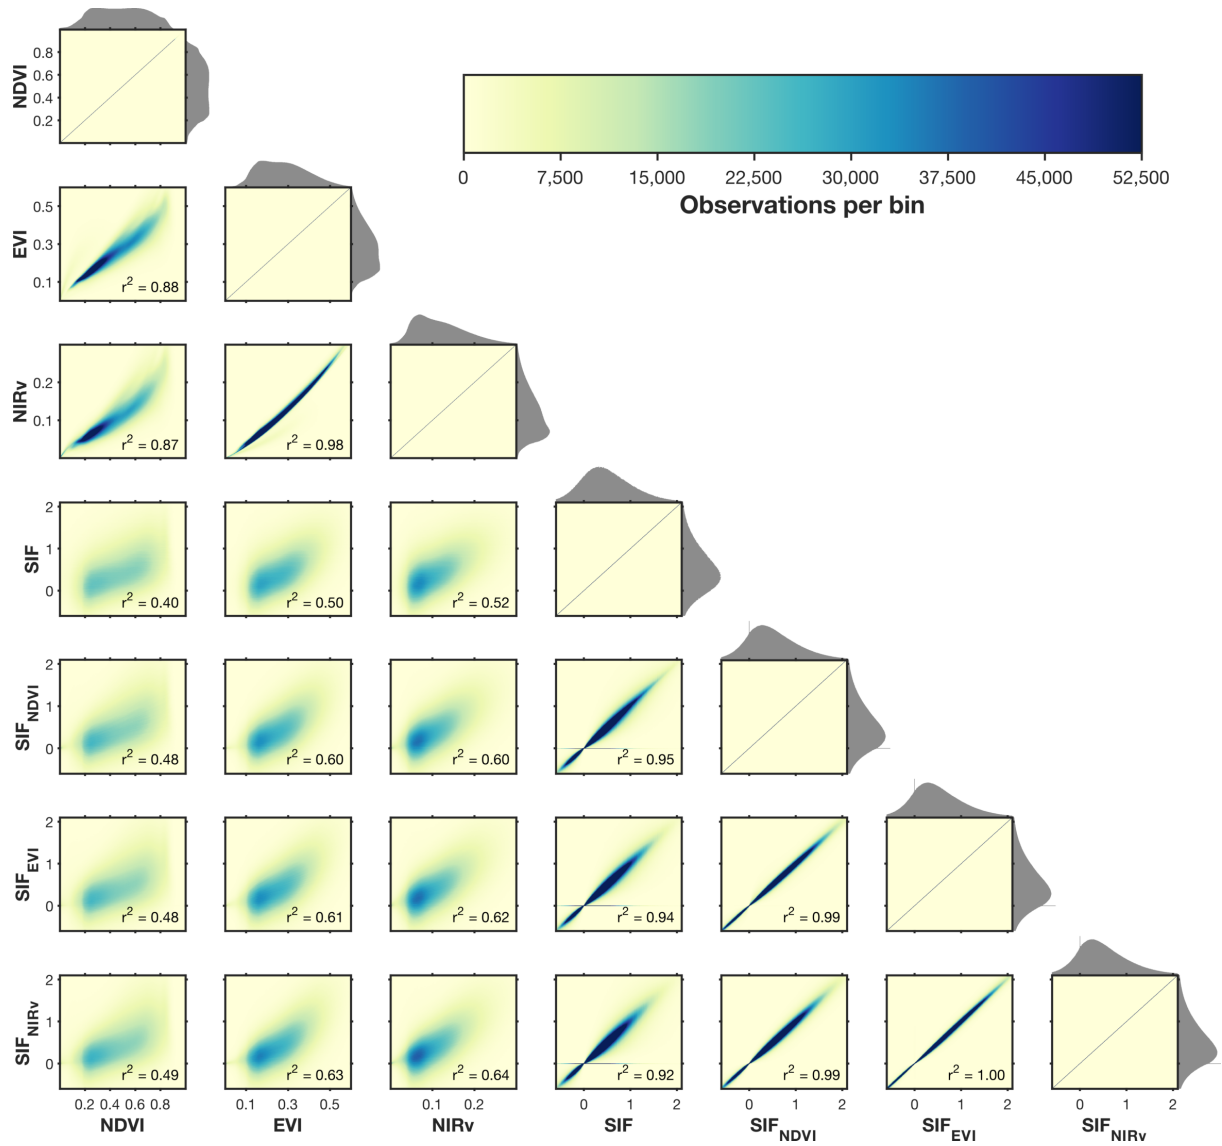 NDVI
0.8
0.6
0.4
0.2
0 7,500 15,000 22,500 30,000 37,500 45,000 52,500
Observations per bin
EVI
0.5
0.3
0.1
r² = 0.88
NIRv
0.2
0.1
r² = 0.87 r² = 0.98
SIF
2
1
0
r² = 0.40 r² = 0.50 r² = 0.52
SIF_NDVI
2
1
0
r² = 0.48 r² = 0.60 r² = 0.60 r² = 0.95
SIF_EVI
2
1
0
r² = 0.48 r² = 0.61 r² = 0.62 r² = 0.94 r² = 0.99
SIF_NIRv
2
1
0
r² = 0.49 r² = 0.63 r² = 0.64 r² = 0.92 r² = 0.99 r² = 1.00
0.2 0.4 0.6 0.8 0.1 0.3 0.5 0.1 0.2 0 1 2 0 1 2 0 1 2 0 1 2
NDVI EVI NIRv SIF SIF_NDVI SIF_EVI SIF_NIRv